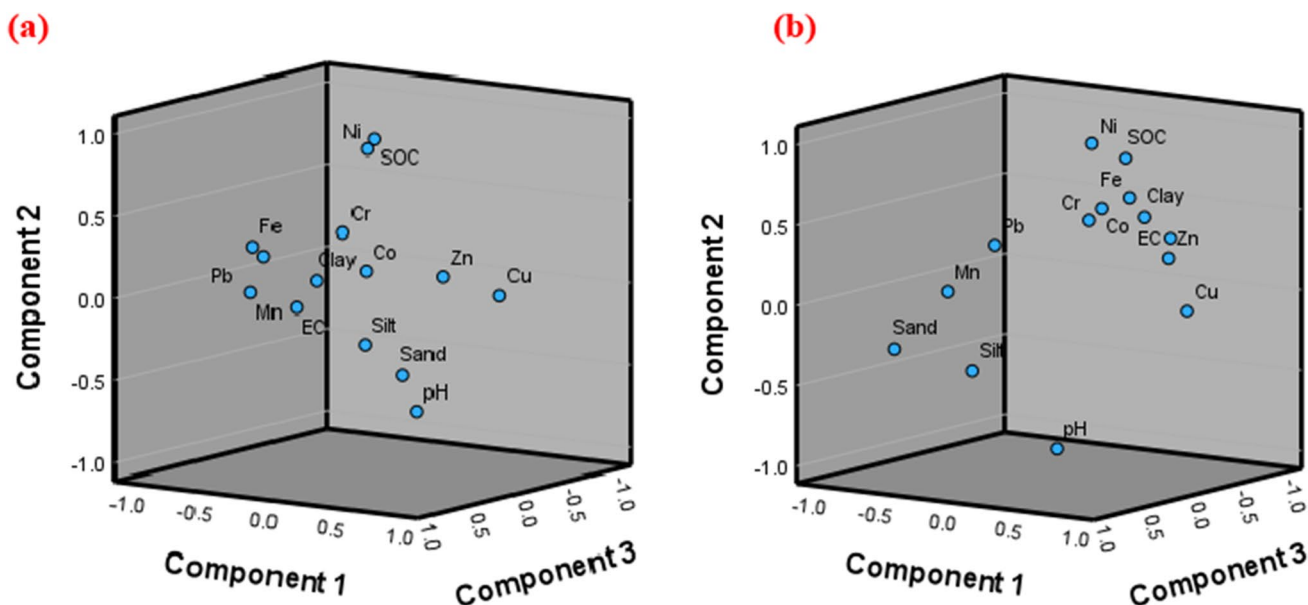 (a)
Component 2
1.0
0.5
0.0
-0.5
-1.0
Ni
SOC
Cr
Fe
Clay
Co
Zn
Pb
Cu
Mn
EC
Silt
Sand
pH
-1.0
-0.5
0.0
0.5
1.0
Component 1
1.0
0.5
0.0
-0.5
-1.0
Component 3
(b)
Component 2
1.0
0.5
0.0
-0.5
-1.0
Ni
SOC
Fe
Clay
Cr
Co
Pb
EC
Zn
Mn
Cu
Sand
Silt
pH
-1.0
-0.5
0.0
0.5
1.0
Component 1
1.0
0.5
0.0
-0.5
-1.0
Component 3